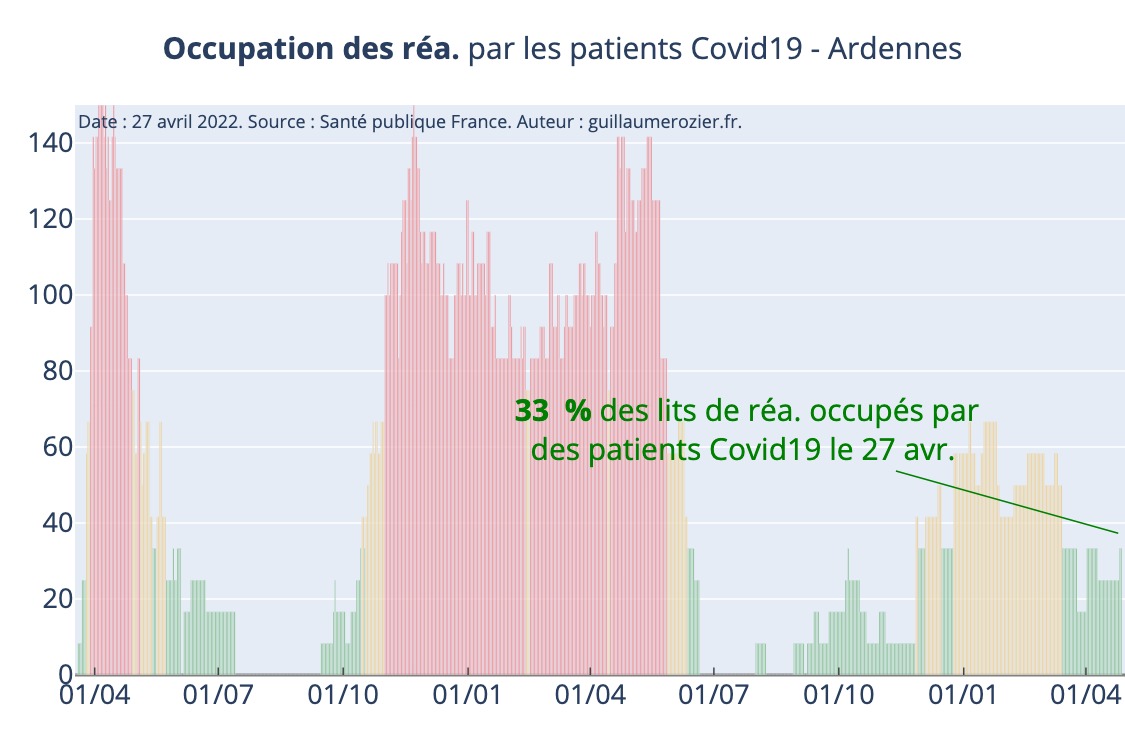 Occupation des réa. par les patients Covid19 - Ardennes
Date : 27 avril 2022. Source : Santé publique France. Auteur : guillaumerozier.fr.
140
120
100
80
60
40
20
0
33 % des lits de réa. occupés par
des patients Covid19 le 27 avr.
01/04 01/07 01/10 01/01 01/04 01/07 01/10 01/01 01/04